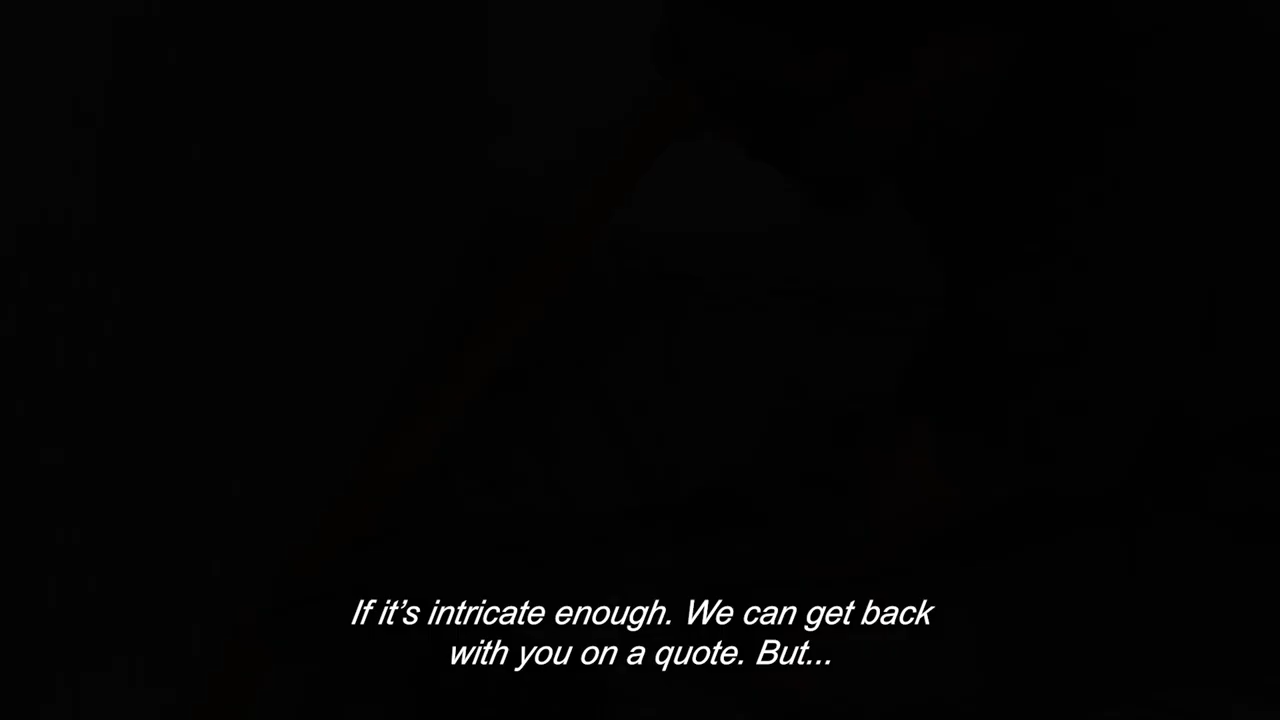 If it’s intricate enough. We can get back
with you on a quote. But...